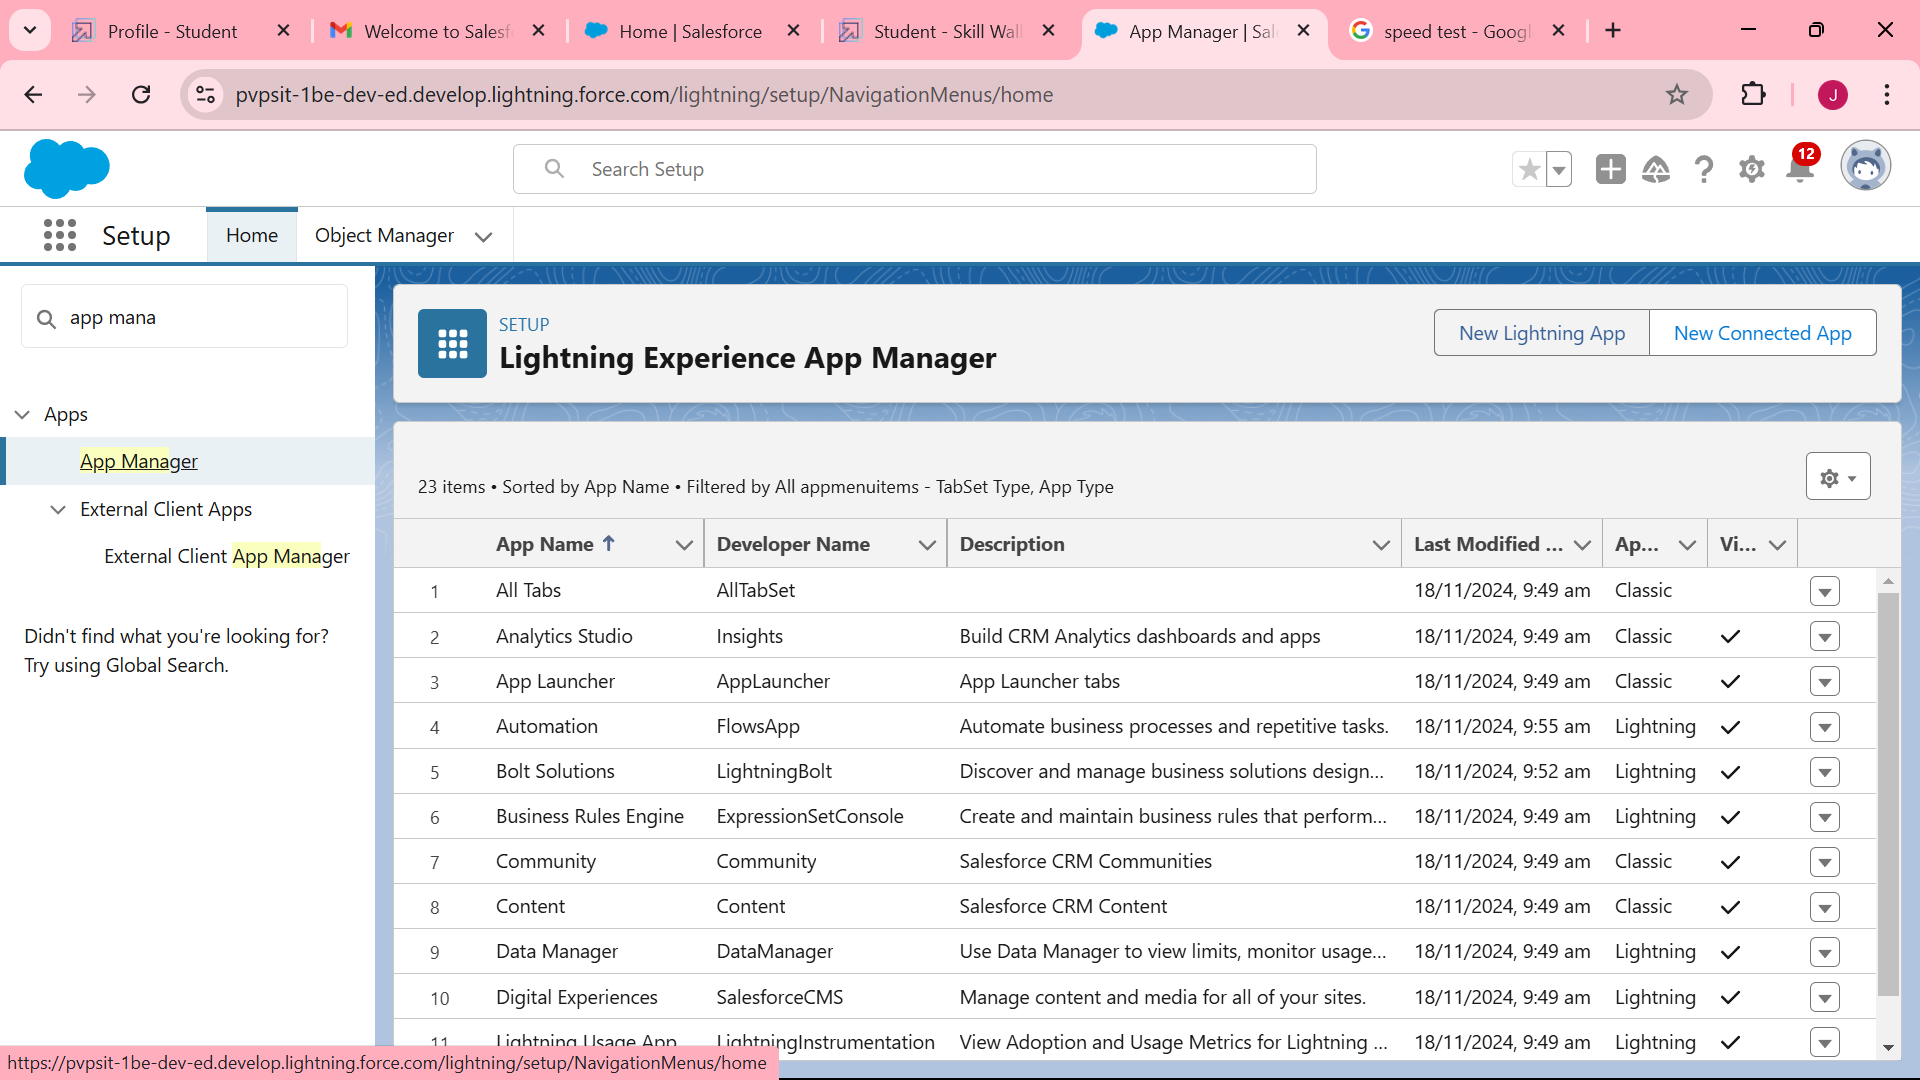 Profile - Student
Welcome to Salesf
Home | Salesforce
Student - Skill Wall
App Manager | Sal
speed test - Googl
pvpsit-1be-dev-ed.develop.lightning.force.com/lightning/setup/NavigationMenus/home
J
Search Setup
12
Setup
Home
Object Manager
app mana
Apps
App Manager
External Client Apps
External Client App Manager
Didn't find what you're looking for?
Try using Global Search.
SETUP
Lightning Experience App Manager
New Lightning App
New Connected App
23 items • Sorted by App Name • Filtered by All appmenuitems - TabSet Type, App Type
App Name Developer Name Description Last Modified ... Ap... Vi...
1 All Tabs AllTabSet 18/11/2024, 9:49 am Classic
2 Analytics Studio Insights Build CRM Analytics dashboards and apps 18/11/2024, 9:49 am Classic
3 App Launcher AppLauncher App Launcher tabs 18/11/2024, 9:49 am Classic
4 Automation FlowsApp Automate business processes and repetitive tasks. 18/11/2024, 9:55 am Lightning
5 Bolt Solutions LightningBolt Discover and manage business solutions design... 18/11/2024, 9:52 am Lightning
6 Business Rules Engine ExpressionSetConsole Create and maintain business rules that perform... 18/11/2024, 9:49 am Lightning
7 Community Community Salesforce CRM Communities 18/11/2024, 9:49 am Classic
8 Content Content Salesforce CRM Content 18/11/2024, 9:49 am Classic
9 Data Manager DataManager Use Data Manager to view limits, monitor usage... 18/11/2024, 9:49 am Lightning
10 Digital Experiences SalesforceCMS Manage content and media for all of your sites. 18/11/2024, 9:49 am Lightning
11 Lightning Usage App LightningInstrumentation View Adoption and Usage Metrics for Lightning ... 18/11/2024, 9:49 am Lightning
https://pvpsit-1be-dev-ed.develop.lightning.force.com/lightning/setup/NavigationMenus/home